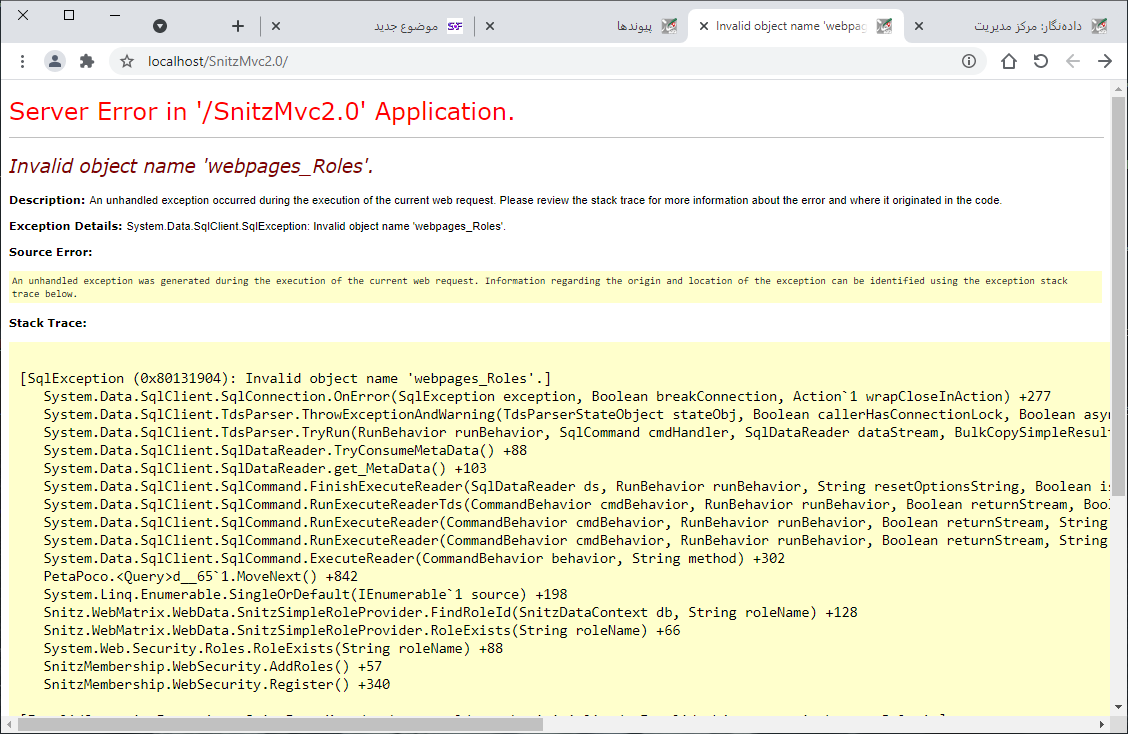 موضوع جدید
پیوندها
Invalid object name 'webpag
داده‌نگار: مرکز مدیریت
localhost/SnitzMvc2.0/
Server Error in '/SnitzMvc2.0' Application.
Invalid object name 'webpages_Roles'.
Description: An unhandled exception occurred during the execution of the current web request. Please review the stack trace for more information about the error and where it originated in the code.
Exception Details: System.Data.SqlClient.SqlException: Invalid object name 'webpages_Roles'.
Source Error:
An unhandled exception was generated during the execution of the current web request. Information regarding the origin and location of the exception can be identified using the exception stack
trace below.
Stack Trace:
[SqlException (0x80131904): Invalid object name 'webpages_Roles'.]
System.Data.SqlClient.SqlConnection.OnError(SqlException exception, Boolean breakConnection, Action`1 wrapCloseInAction) +277
System.Data.SqlClient.TdsParser.ThrowExceptionAndWarning(TdsParserStateObject stateObj, Boolean callerHasConnectionLock, Boolean asyn
System.Data.SqlClient.TdsParser.TryRun(RunBehavior runBehavior, SqlCommand cmdHandler, SqlDataReader dataStream, BulkCopySimpleResult
System.Data.SqlClient.SqlDataReader.TryConsumeMetaData() +88
System.Data.SqlClient.SqlDataReader.get_MetaData() +103
System.Data.SqlClient.SqlCommand.FinishExecuteReader(SqlDataReader ds, RunBehavior runBehavior, String resetOptionsString, Boolean is
System.Data.SqlClient.SqlCommand.RunExecuteReaderTds(CommandBehavior cmdBehavior, RunBehavior runBehavior, Boolean returnStream, Bool
System.Data.SqlClient.SqlCommand.RunExecuteReader(CommandBehavior cmdBehavior, RunBehavior runBehavior, Boolean returnStream, String
System.Data.SqlClient.SqlCommand.RunExecuteReader(CommandBehavior cmdBehavior, RunBehavior runBehavior, Boolean returnStream, String
System.Data.SqlClient.SqlCommand.ExecuteReader(CommandBehavior behavior, String method) +302
PetaPoco.<Query>d__65`1.MoveNext() +842
System.Linq.Enumerable.SingleOrDefault(IEnumerable`1 source) +198
Snitz.WebMatrix.WebData.SnitzSimpleRoleProvider.FindRoleId(SnitzDataContext db, String roleName) +128
Snitz.WebMatrix.WebData.SnitzSimpleRoleProvider.RoleExists(String roleName) +66
System.Web.Security.Roles.RoleExists(String roleName) +88
SnitzMembership.WebSecurity.AddRoles() +57
SnitzMembership.WebSecurity.Register() +340